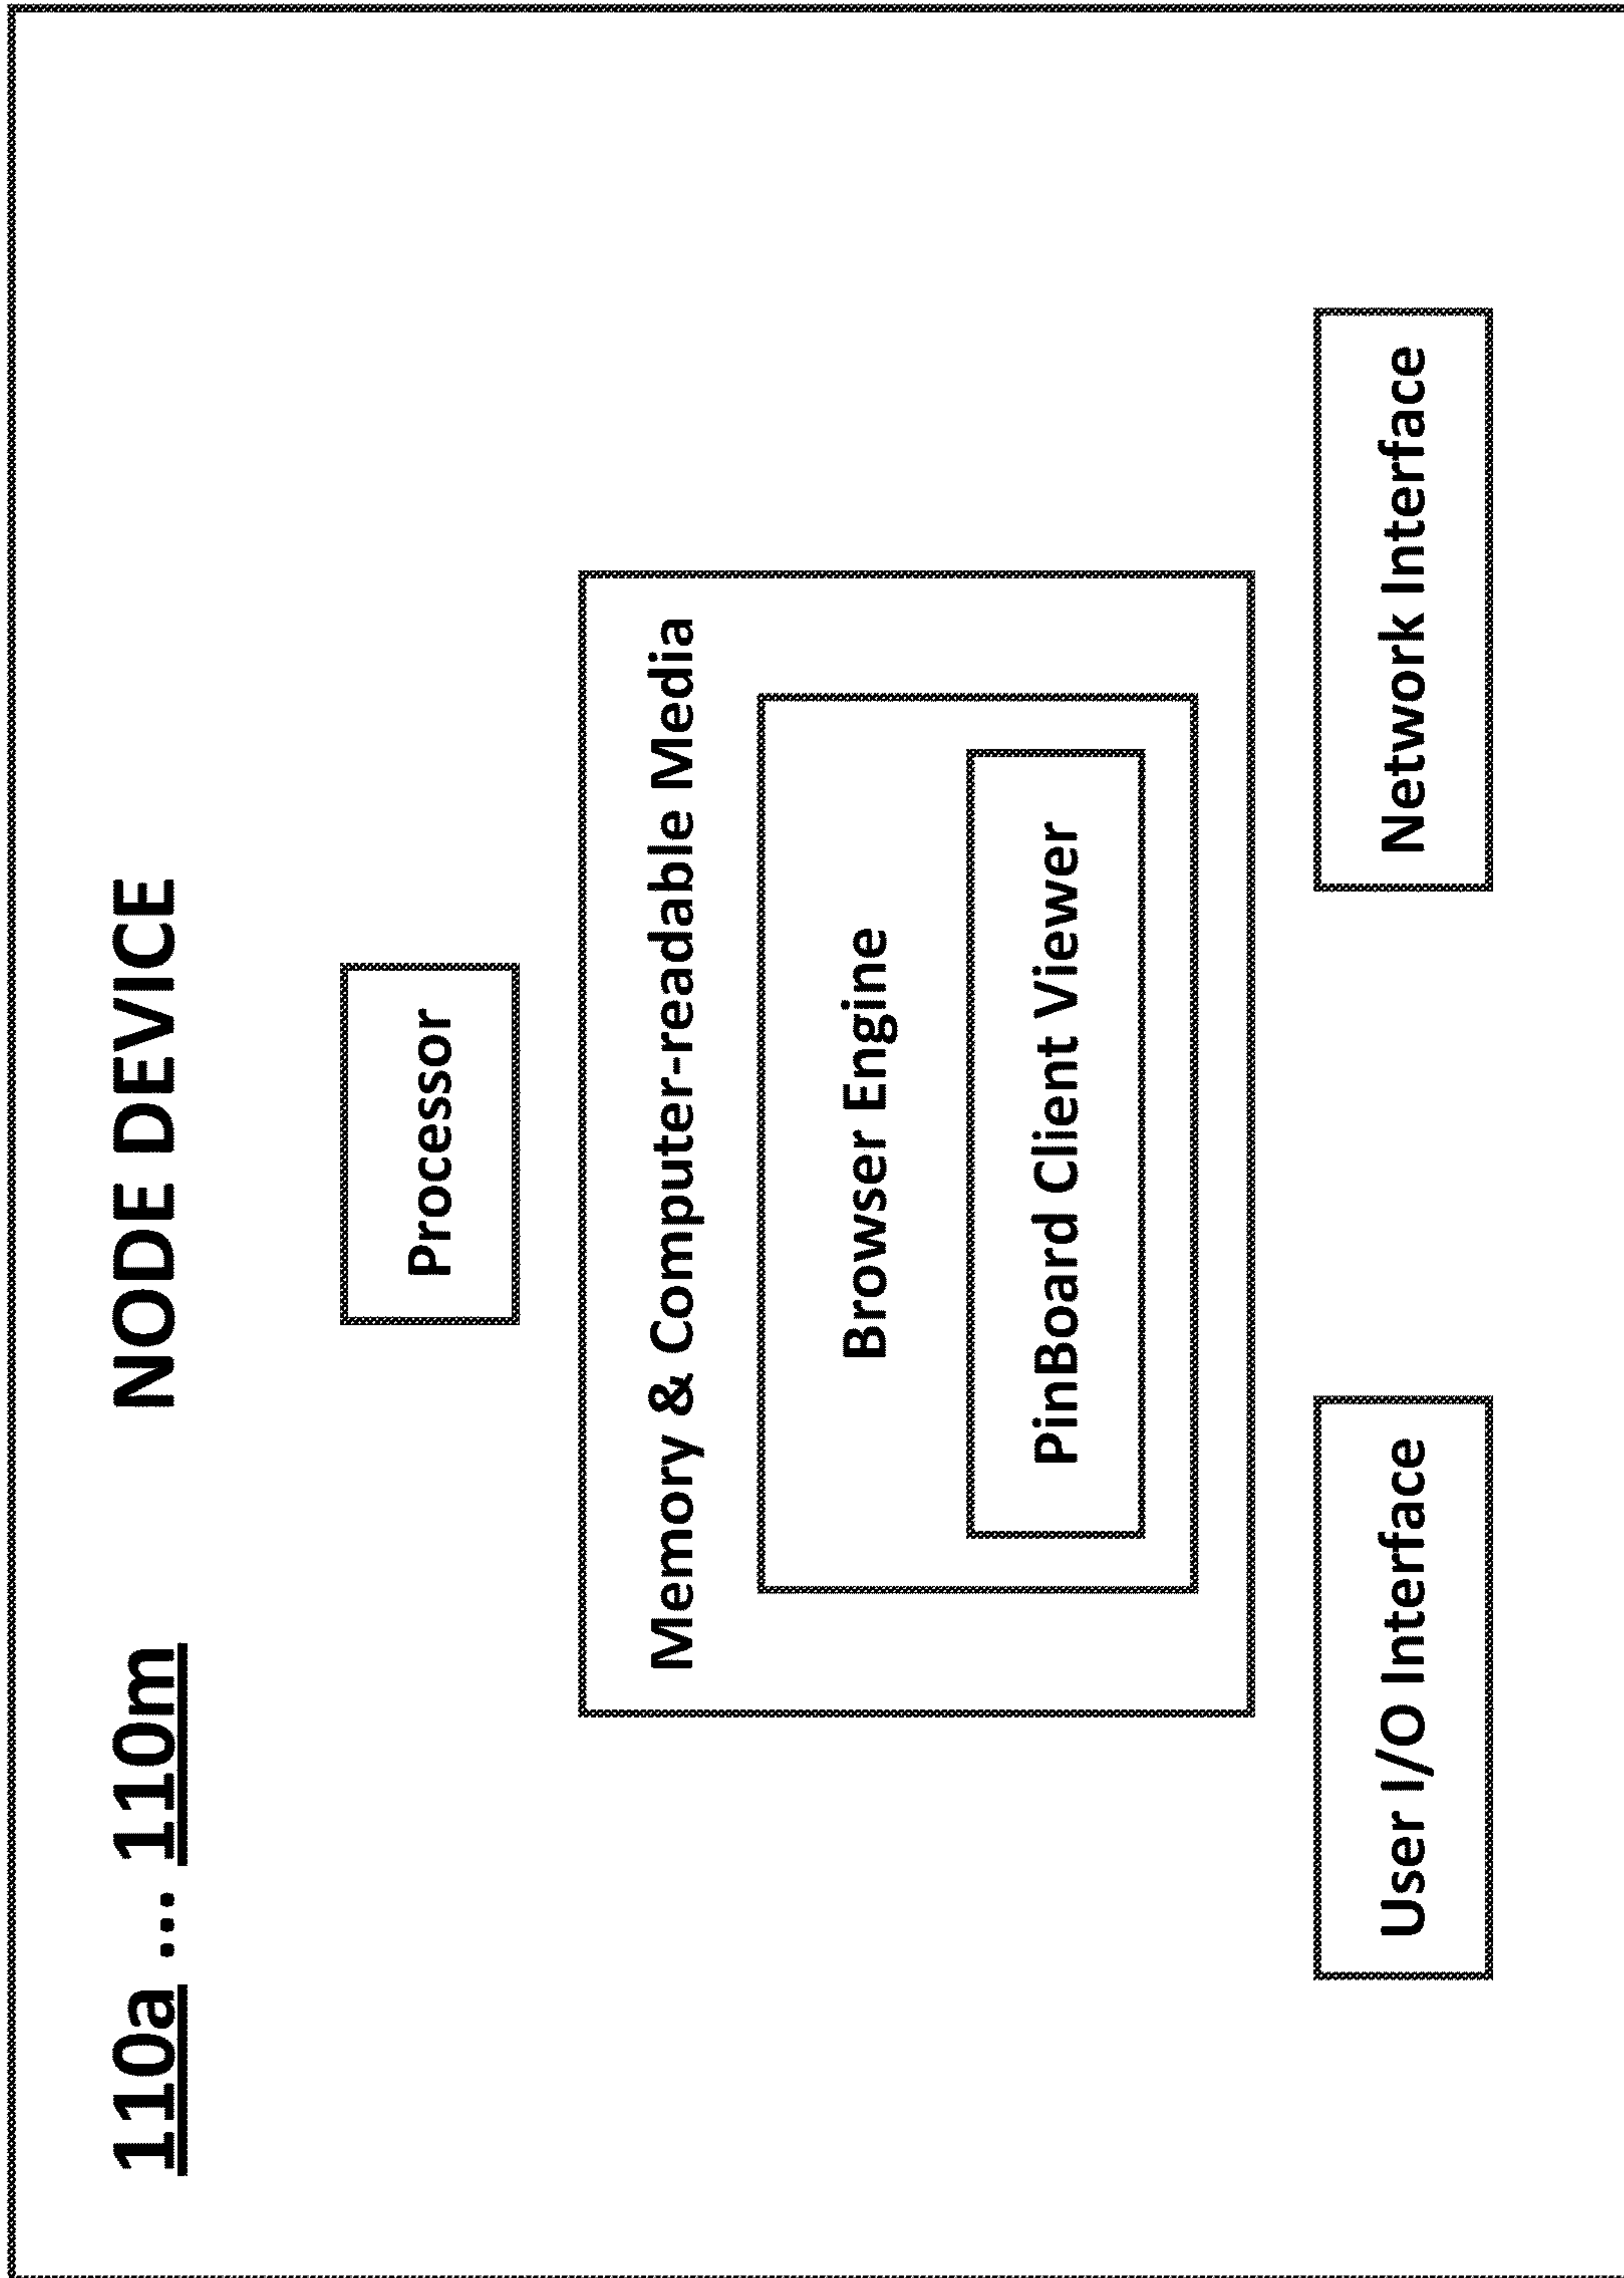 110a ... 110m
NODE DEVICE
Processor
Memory & Computer-readable Media
Browser Engine
PinBoard Client Viewer
User I/O Interface
Network Interface